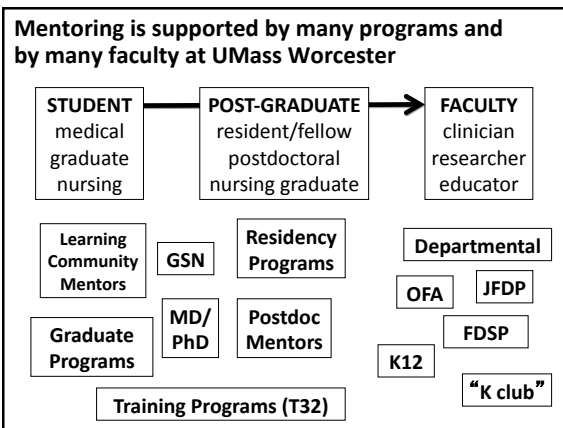 Mentoring is supported by many programs and
by many faculty at UMass Worcester
STUDENT
medical
graduate
nursing
POST-GRADUATE
resident/fellow
postdoctoral
nursing graduate
FACULTY
clinician
researcher
educator
Learning
Community
Mentors
GSN
Residency
Programs
Departmental
OFA
JFDP
Graduate
Programs
MD/
PhD
Postdoc
Mentors
FDSP
K12
Training Programs (T32)
“K club”